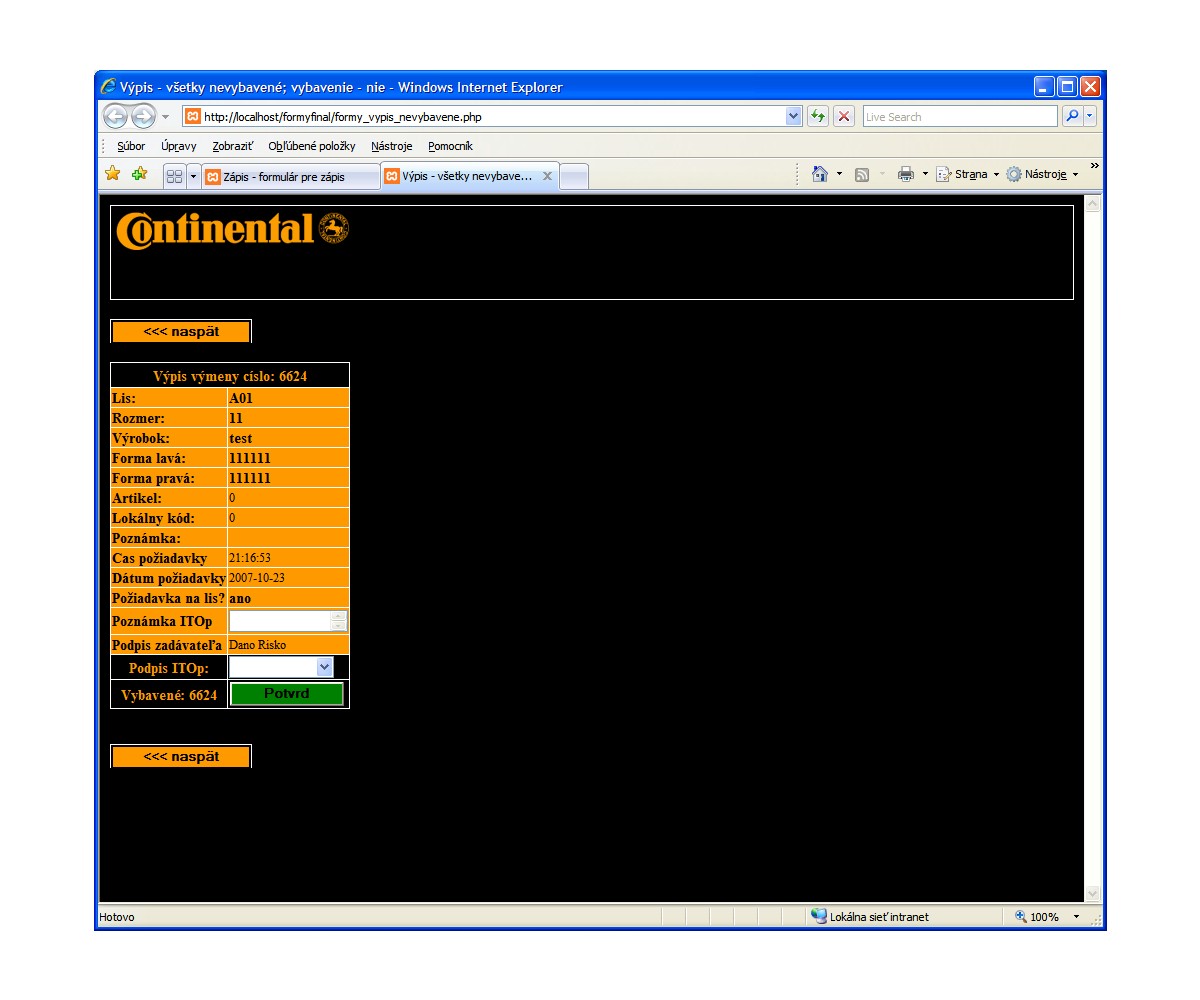 Výpis - všetky nevybavené; vybavenie - nie - Windows Internet Explorer
http://localhost/formyfinal/formy_vypis_nevybavene.php
Live Search
Súbor Úpravy Zobraziť Obľúbené položky Nástroje Pomocník
Zápis - formulár pre zápis
Výpis - všetky nevybave...
Strana
Nástroje
Continental
<<< naspät
Výpis výmeny císlo: 6624
Lis: A01
Rozmer: 11
Výrobok: test
Forma lavá: 111111
Forma pravá: 111111
Artikel: 0
Lokálny kód: 0
Poznámka:
Cas požiadavky 21:16:53
Dátum požiadavky 2007-10-23
Požiadavka na lis? ano
Poznámka ITOp
Podpis zadávateľa Dano Risko
Podpis ITOp:
Vybavené: 6624 Potvrd
<<< naspät
Hotovo
Lokálna sieť intranet
100%